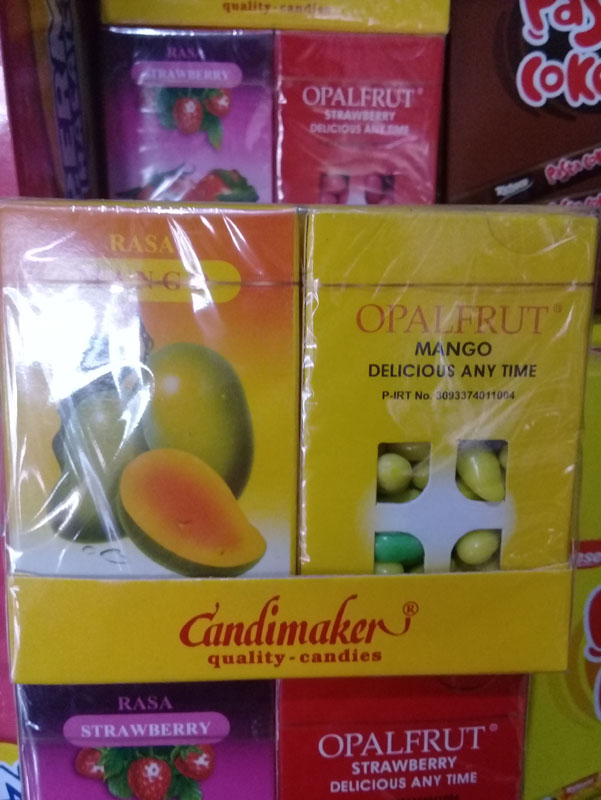 quality-candies
RASA
STRAWBERRY
OPALFRUT®
STRAWBERRY
DELICIOUS ANY TIME
RASA
OPALFRUT®
MANGO
DELICIOUS ANY TIME
P-IRT No. 3093374011004
Candimaker®
quality-candies
RASA
STRAWBERRY
OPALFRUT®
STRAWBERRY
DELICIOUS ANY TIME